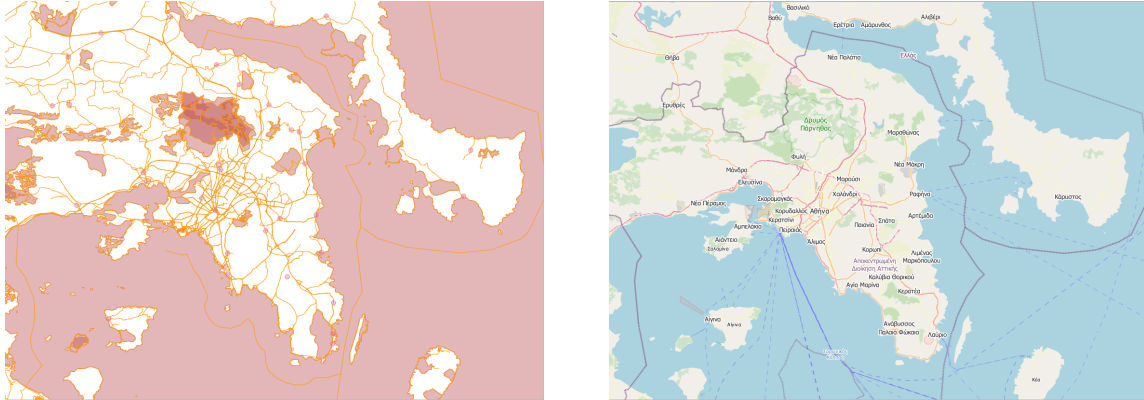 Βασιλικό
Βαθύ
Ερέτρια
Αμάρυνθος
Αλιβέρι
Θήβα
Νέα Παλάτια
Ελλάς
Ερυθρές
Δρυμός
Πάρνηθας
Μαραθώνας
Φυλή
Νέα Μάκρη
Μάνδρα
Ελευσίνα
Μαρούσι
Χαλάνδρι
Ραφήνα
Κάρυστος
Νέα Πέραμος
Σκαραμαγκάς
Κορυδαλλός
Αθήνα
Αρτέμιδα
Κερατσίνι
Σπάτα
Αμπελάκια
Πειραιάς
Παιανία
Αιάντειο
Άλιμος
Σαλαμίνα
Κορωπί
Λιμένας
Μαρκόπουλου
Αποκεντρωμένη
Διοίκηση Αττικής
Καλύβια Θορικού
Αγία Μαρίνα
Κερατέα
Αίγινα
Αίγινα
Ανάβυσσος
Παλαιά Φώκαια
Λαύριο
Κέα